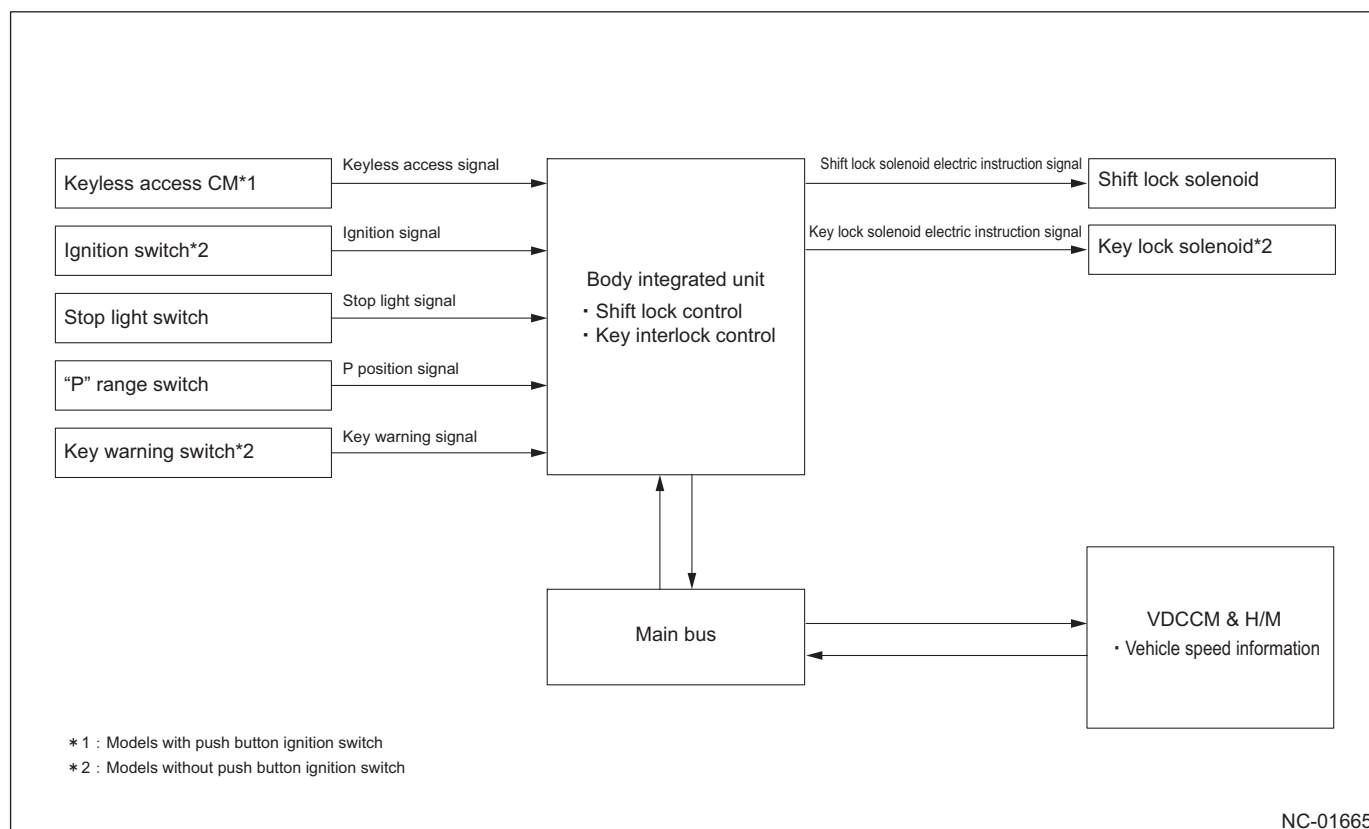 Keyless access CM*1
Keyless access signal
Ignition switch*2
Ignition signal
Stop light switch
Stop light signal
“P” range switch
P position signal
Key warning switch*2
Key warning signal
Body integrated unit
・Shift lock control
・Key interlock control
Shift lock solenoid electric instruction signal
Shift lock solenoid
Key lock solenoid electric instruction signal
Key lock solenoid*2
Main bus
VDCCM & H/M
・Vehicle speed information
*1 : Models with push button ignition switch
*2 : Models without push button ignition switch
NC-01665